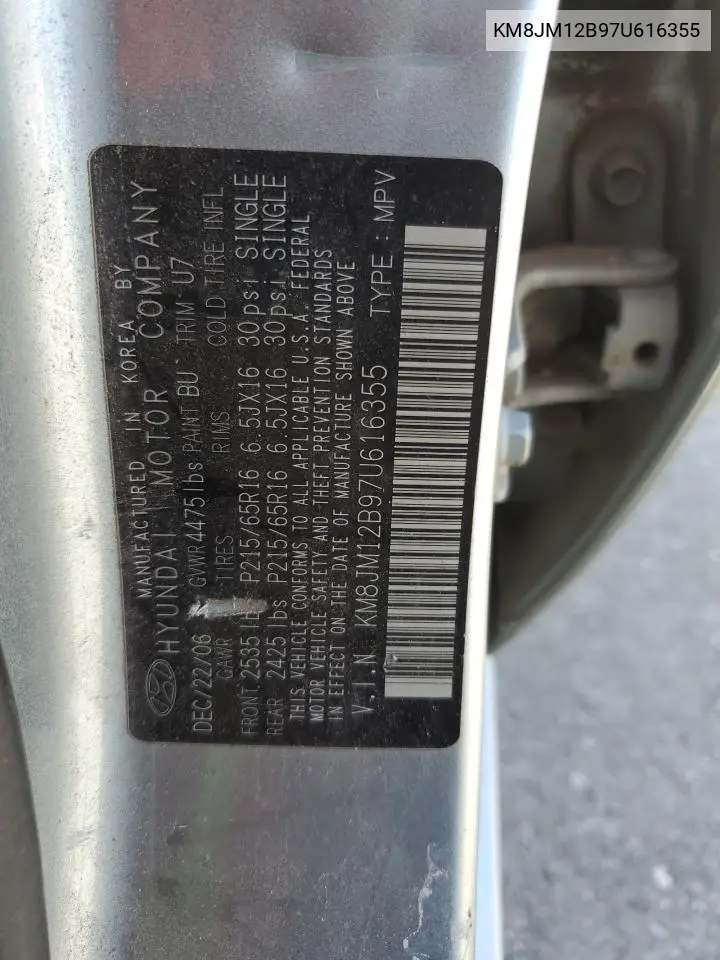 KM8JM12B97U616355
MANUFACTURED IN KOREA BY
HYUNDAI MOTOR COMPANY
DEC/22/06 GVWR 4475 lbs PAINT BU TRIM U7
GAWR TIRES RIMS COLD TIRE INFL
FRONT 2535 P215/65R16 6.5JX16 30psi SINGLE
REAR 2425 lbs P215/65R16 6.5JX16 30psi SINGLE
THIS VEHICLE CONFORMS TO ALL APPLICABLE U.S.A. FEDERAL
MOTOR VEHICLE SAFETY AND THEFT PREVENTION STANDARDS
IN EFFECT ON THE DATE OF MANUFACTURE SHOWN ABOVE
V.I.N KM8JM12B97U616355 TYPE : MPV